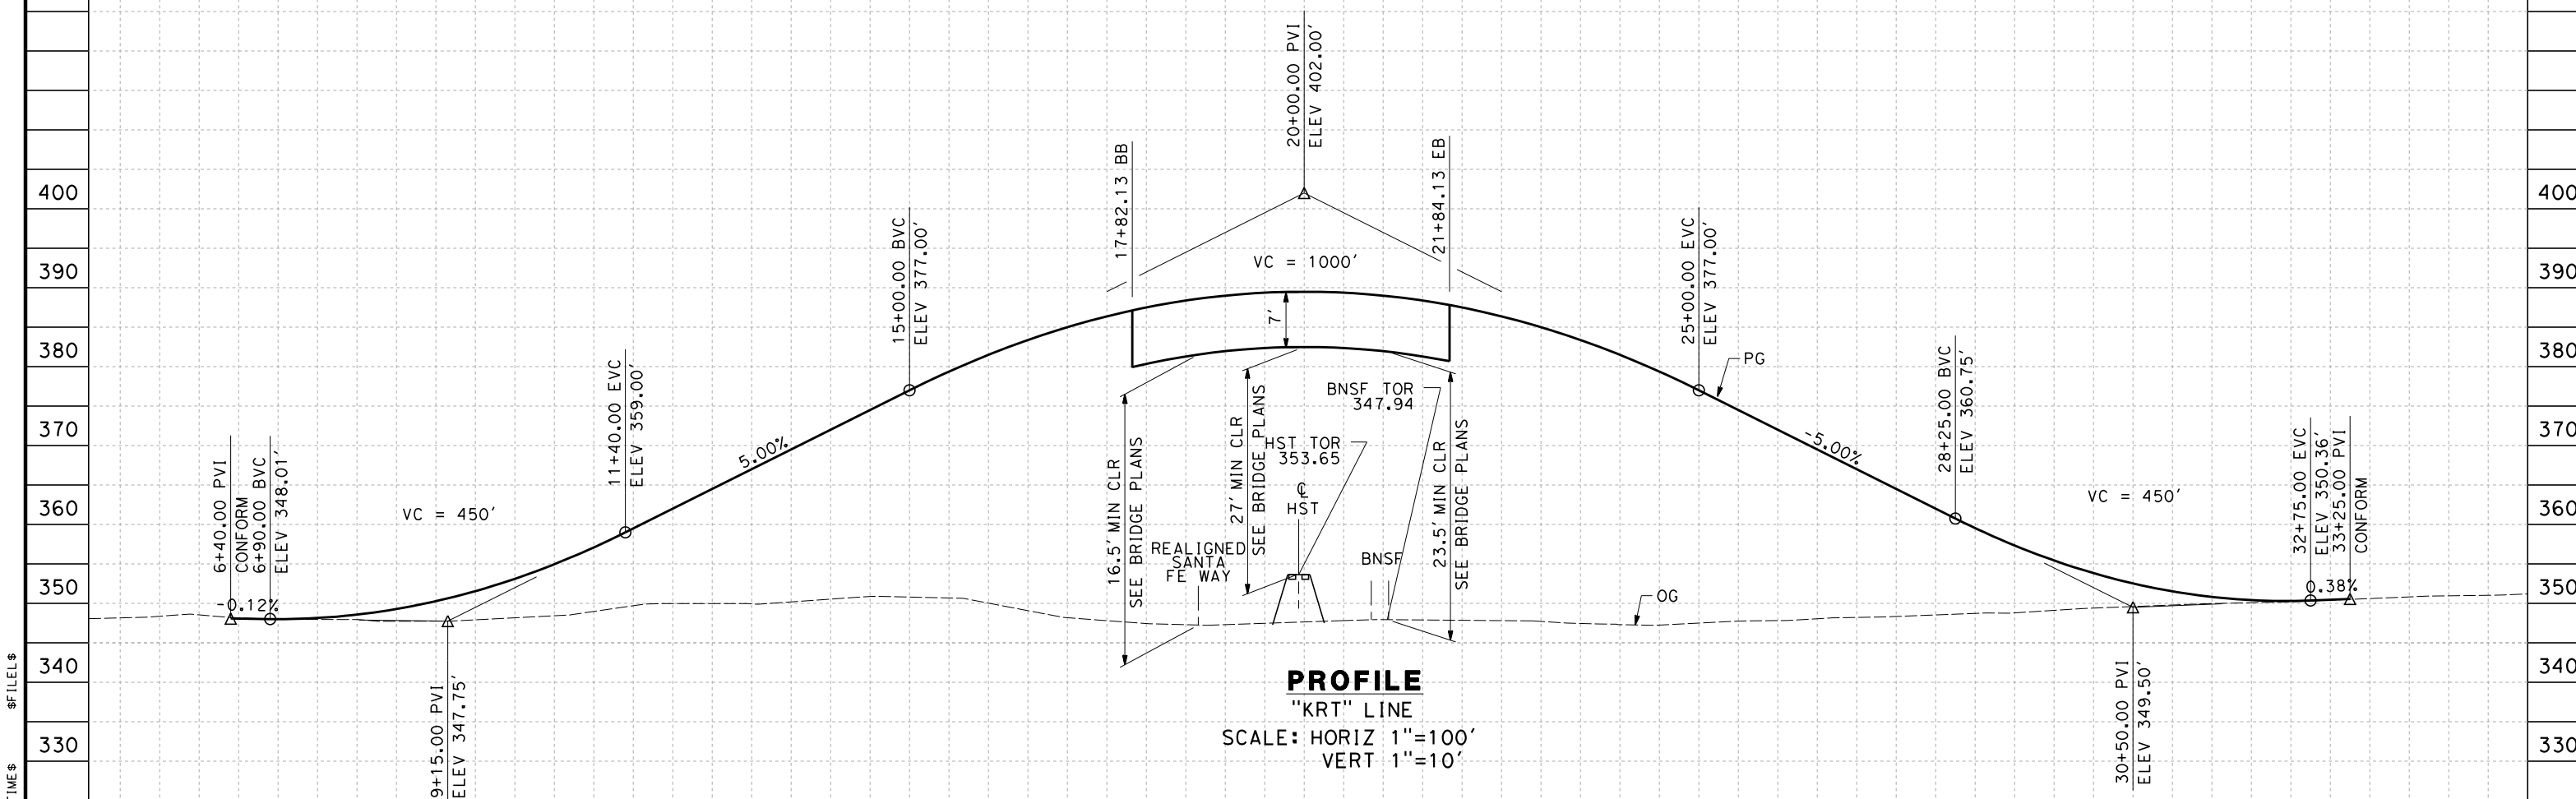 20+00.00 PVI
ELEV 402.00'
17+82.13 BB
21+84.13 EB
400
400
390
390
380
380
370
370
360
360
350
350
340
340
330
330
VC = 1000'
15+00.00 BVC
ELEV 377.00'
25+00.00 EVC
ELEV 377.00'
7'
PG
11+40.00 EVC
ELEV 359.00'
28+25.00 BVC
ELEV 360.75'
5.00%
-5.00%
BNSF TOR
347.94
HST TOR
353.65
℄
HST
16.5' MIN CLR
SEE BRIDGE PLANS
27' MIN CLR
SEE BRIDGE PLANS
23.5' MIN CLR
SEE BRIDGE PLANS
6+40.00 PVI
CONFORM
6+90.00 BVC
ELEV 348.01'
VC = 450'
VC = 450'
32+75.00 EVC
ELEV 350.36'
33+25.00 PVI
CONFORM
REALIGNED
SANTA
FE WAY
BNSF
-0.12%
0.38%
OG
9+15.00 PVI
ELEV 347.75'
30+50.00 PVI
ELEV 349.50'
PROFILE
"KRT" LINE
SCALE: HORIZ 1"=100'
VERT 1"=10'
$FILEL$
TIME$